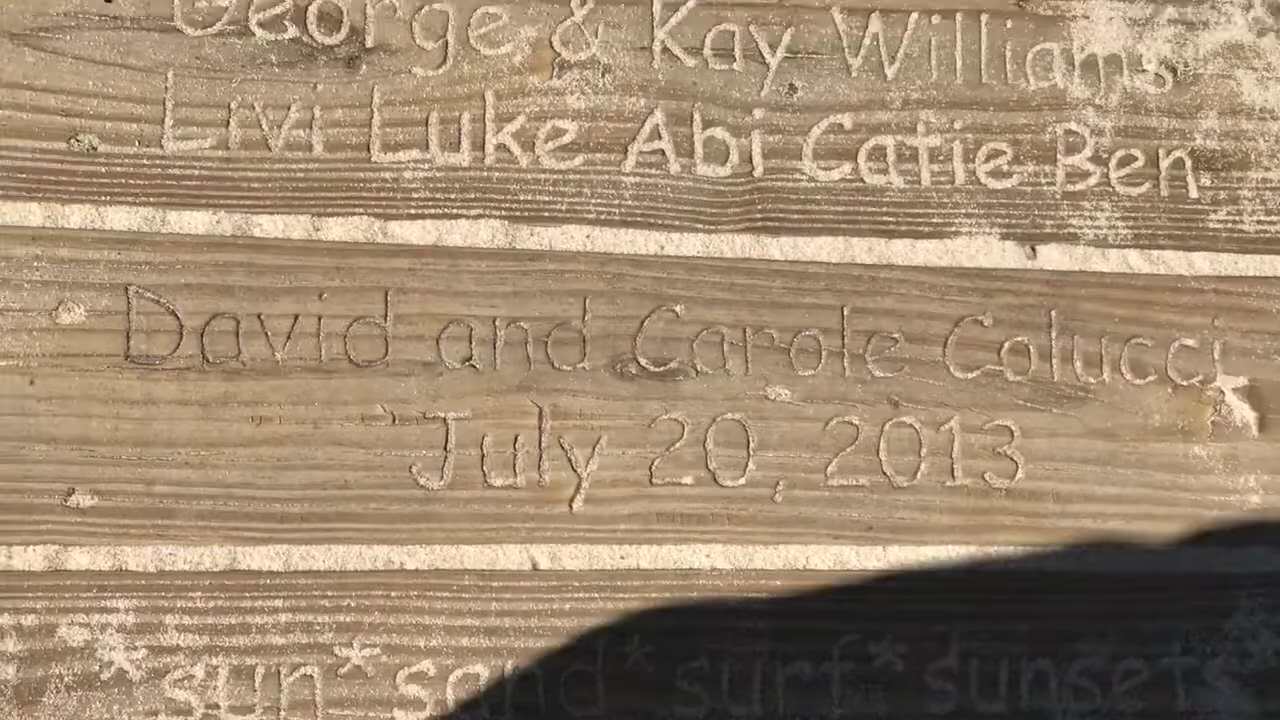 George & Kay Williams
Livi Luke Abi Catie Ben
David and Carole Colucci
July 20, 2013
*sun* sand* surf* sunsets*